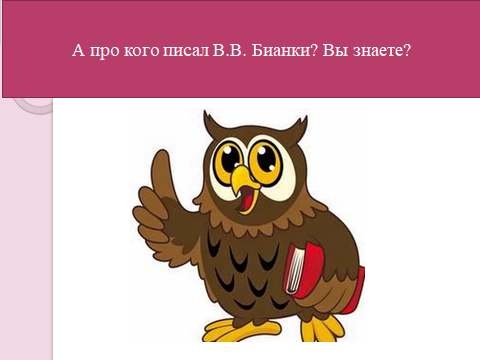 А про кого писал В.В. Бианки? Вы знаете?